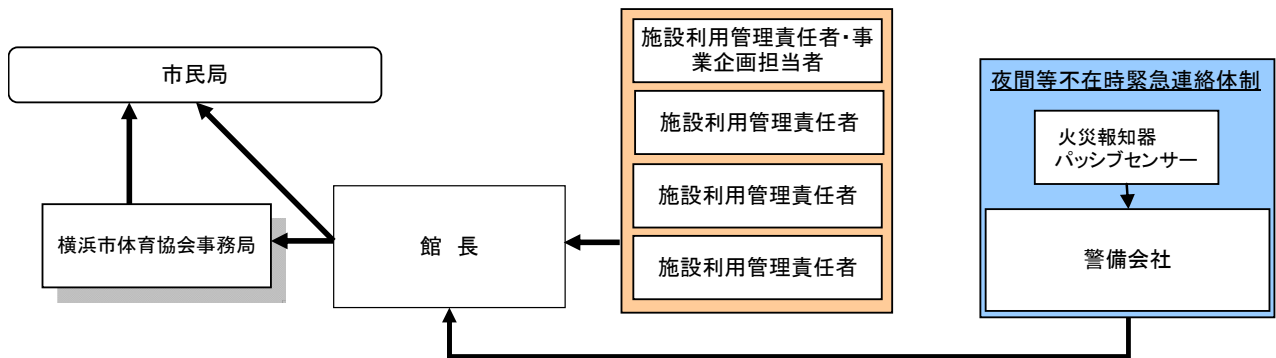 市民局
横浜市体育協会事務局
館 長
施設利用管理責任者・事
業企画担当者
施設利用管理責任者
施設利用管理責任者
施設利用管理責任者
夜間等不在時緊急連絡体制
火災報知器
パッシブセンサー
警備会社